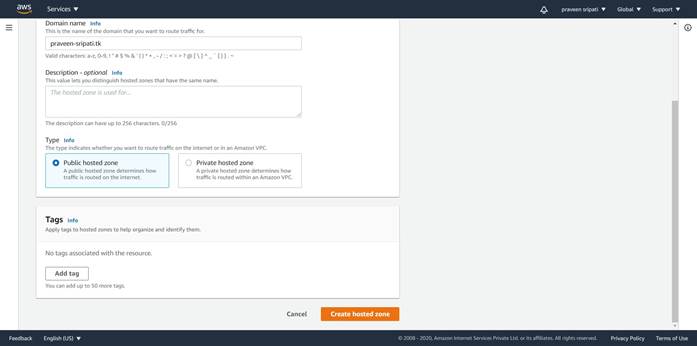 aws
Services
praveen sripati
Global
Support
Domain name Info
This is the name of the domain that you want to route traffic for.
praveen-sripati.tk
Description - optional Info
This value lets you distinguish hosted zones that have the same name.
The hosted zone is used for...
The description can have up to 256 characters. 0/256
Type Info
The type indicates whether you want to route traffic on the internet or in an Amazon VPC.
Public hosted zone
A public hosted zone determines how
traffic is routed on the internet.
Private hosted zone
A private hosted zone determines how
traffic is routed within an Amazon VPC.
Tags Info
Apply tags to hosted zones to help organize and identify them.
No tags associated with the resource.
Add tag
You can add up to 50 more tags.
Cancel
Create hosted zone
Feedback
English (US)
© 2008 - 2020, Amazon Internet Services Private Ltd. or its affiliates. All rights reserved.
Privacy Policy
Terms of Use